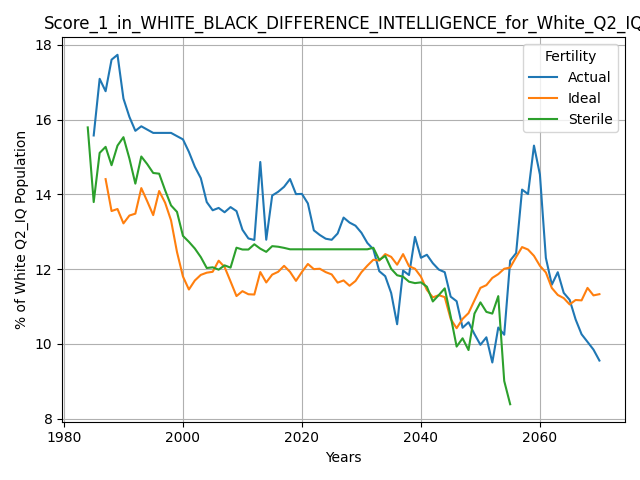 Score_1_in_WHITE_BLACK_DIFFERENCE_INTELLIGENCE_for_White_Q2_IQ
18
16
14
12
10
8
% of White Q2_IQ Population
Fertility
Actual
Ideal
Sterile
1980
2000
2020
2040
2060
Years